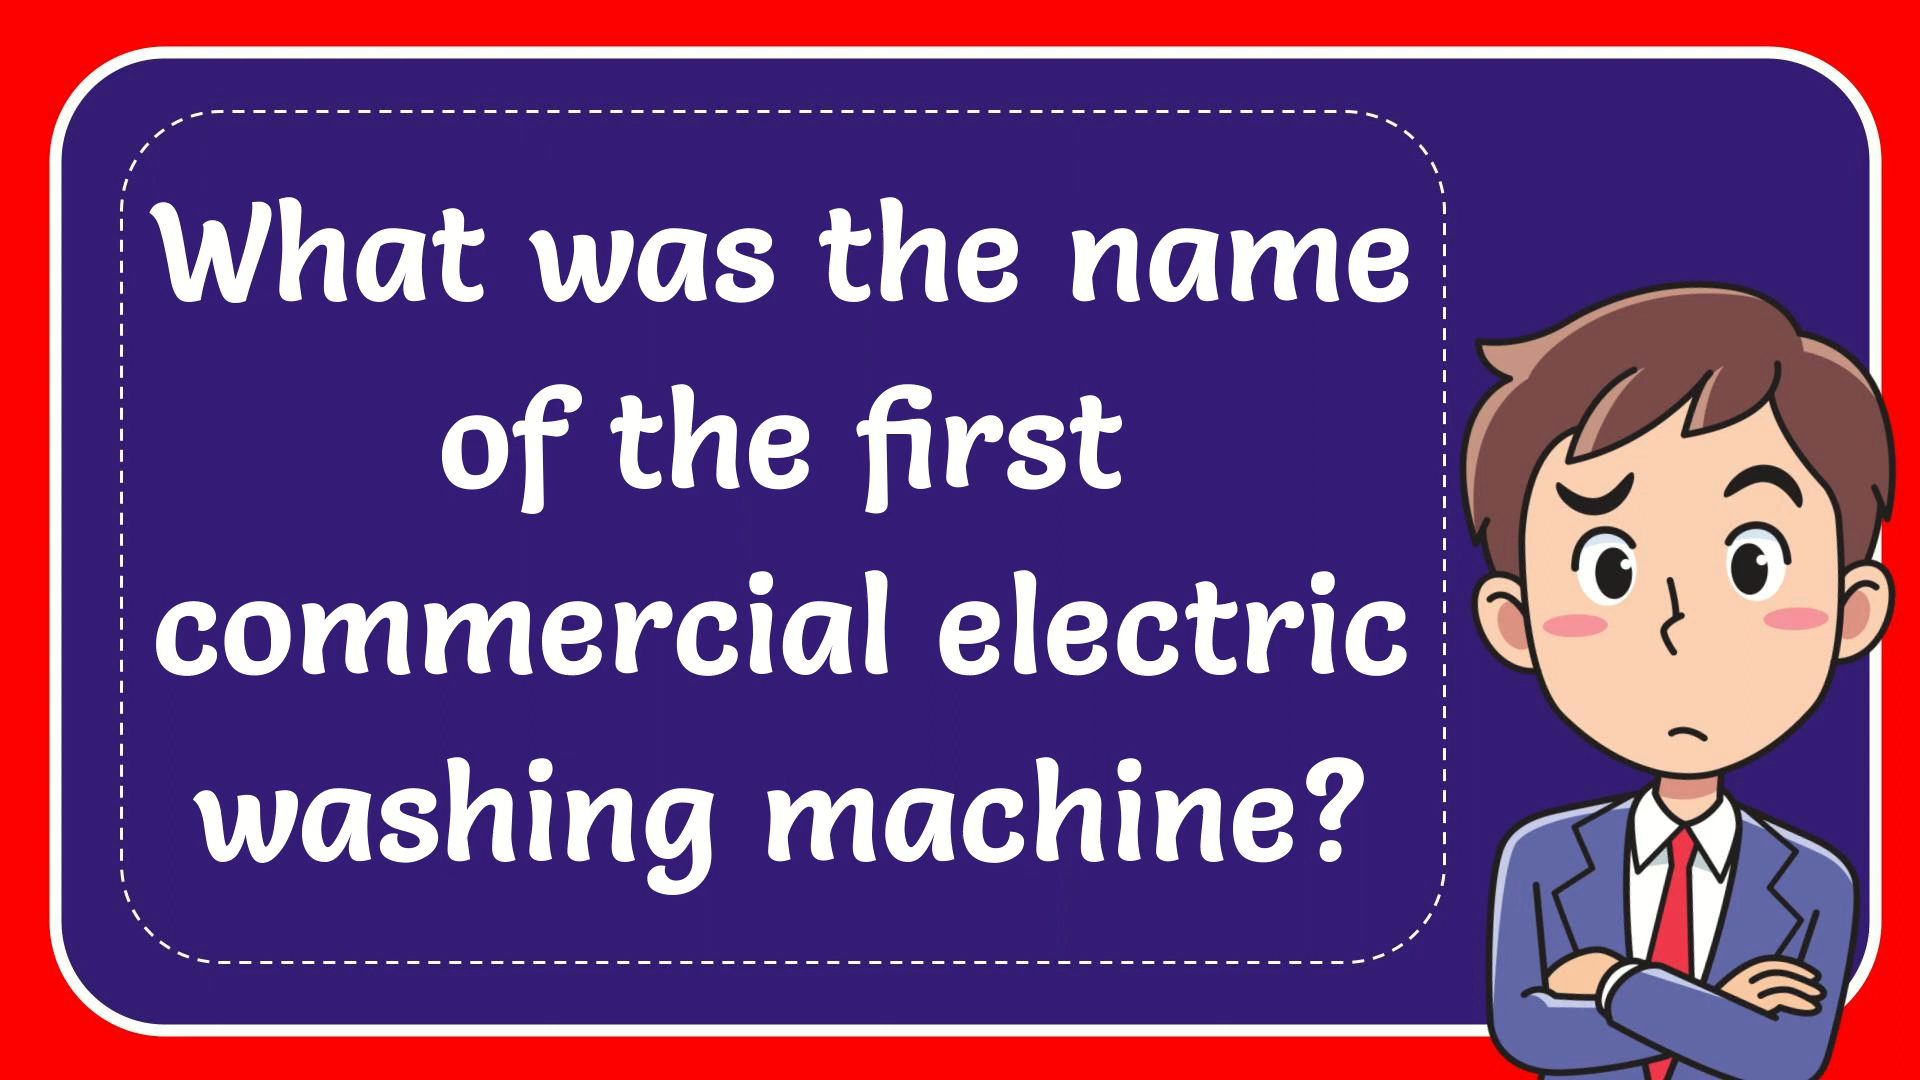 What was the name
of the first
commercial electric
washing machine?